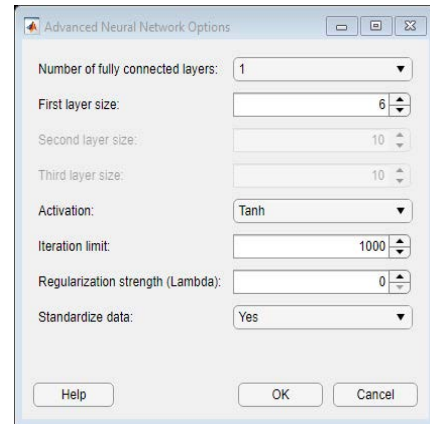 Advanced Neural Network Options
Number of fully connected layers: 1
First layer size: 6
Second layer size: 10
Third layer size: 10
Activation: Tanh
Iteration limit: 1000
Regularization strength (Lambda): 0
Standardize data: Yes
Help OK Cancel